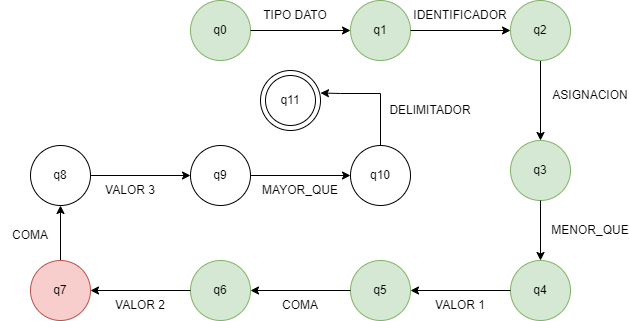 TIPO DATO
IDENTIFICADOR
q0
q1
q2
ASIGNACION
q11
DELIMITADOR
q3
q8
VALOR 3
q9
MAYOR_QUE
q10
MENOR_QUE
COMA
q7
VALOR 2
q6
COMA
q5
VALOR 1
q4